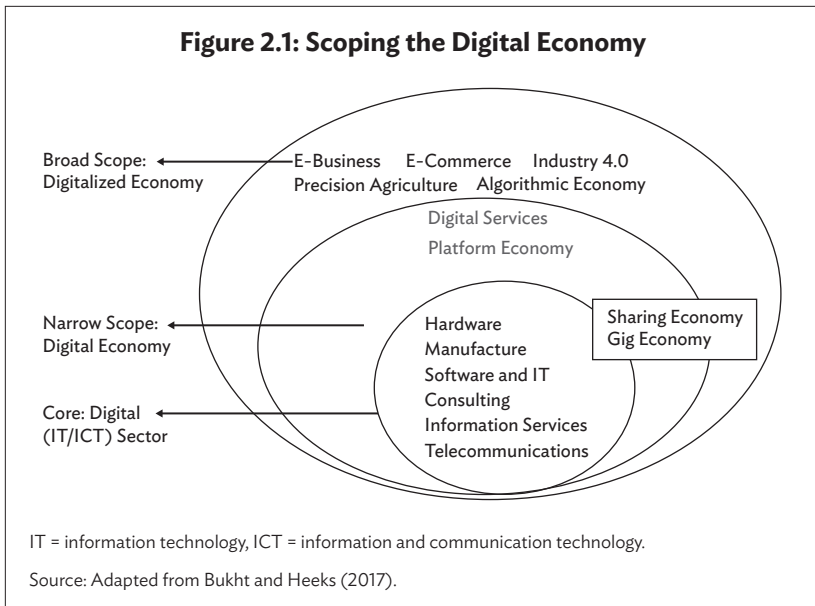 Figure 2.1: Scoping the Digital Economy
Broad Scope:
Digitalized Economy
E-Business E-Commerce Industry 4.0
Precision Agriculture Algorithmic Economy
Digital Services
Platform Economy
Narrow Scope:
Digital Economy
Sharing Economy
Gig Economy
Core: Digital
(IT/ICT) Sector
Hardware
Manufacture
Software and IT
Consulting
Information Services
Telecommunications
IT = information technology, ICT = information and communication technology.
Source: Adapted from Bukht and Heeks (2017).